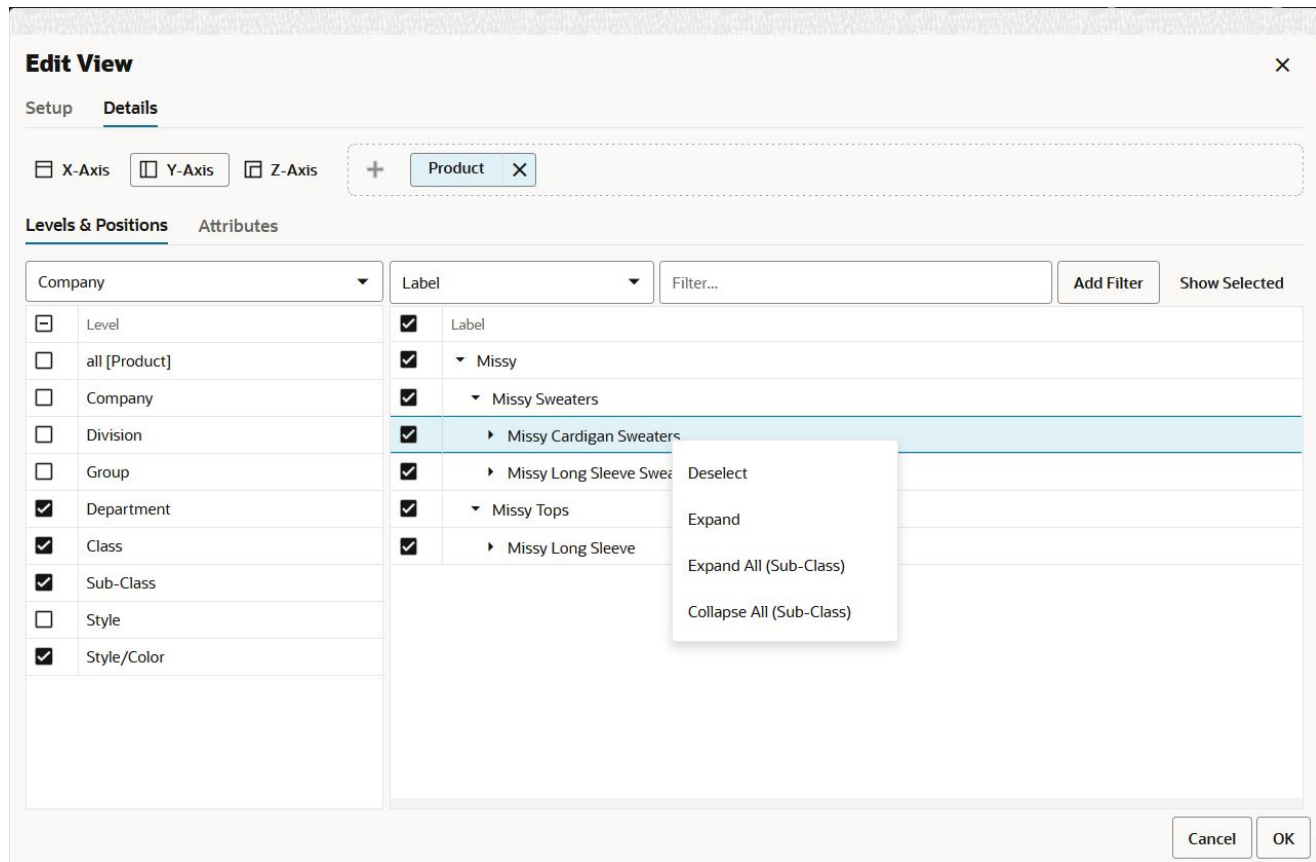 Edit View
Setup Details
X-Axis Y-Axis Z-Axis Product
Levels & Positions Attributes
Company Label Filter... Add Filter Show Selected
Level Label
all [Product] Missy
Company Missy Sweaters
Division Missy Cardigan Sweaters
Group Missy Long Sleeve Swea Deselect
Department Missy Tops Expand
Class Missy Long Sleeve
Expand All (Sub-Class)
Sub-Class
Style Collapse All (Sub-Class)
Style/Color
Cancel OK